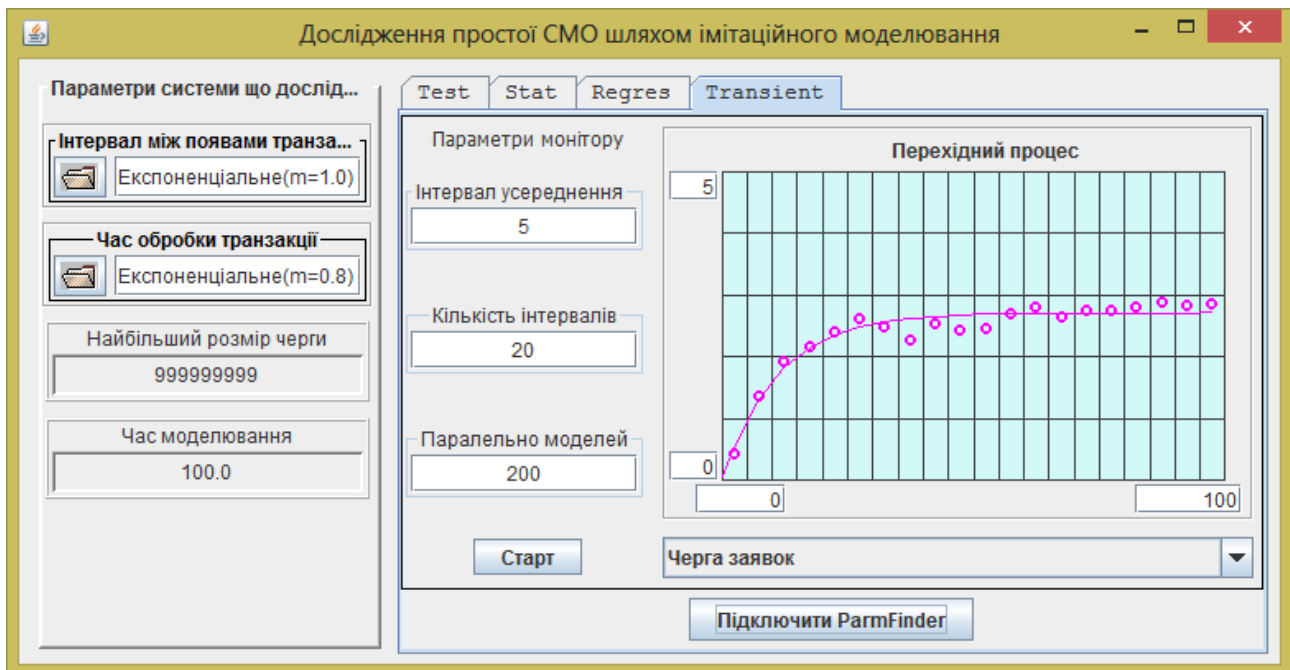 Дослідження простої СМО шляхом імітаційного моделювання
Параметри системи що дослід...
Інтервал між появами транза...
Експоненціальне(m=1.0)
Час обробки транзакції
Експоненціальне(m=0.8)
Найбільший розмір черги
999999999
Час моделювання
100.0
Test Stat Regres Transient
Параметри монітору
Інтервал усереднення
5
Кількість інтервалів
20
Паралельно моделей
200
Старт
Перехідний процес
5
0
0 100
Черга заявок
Підключити ParmFinder